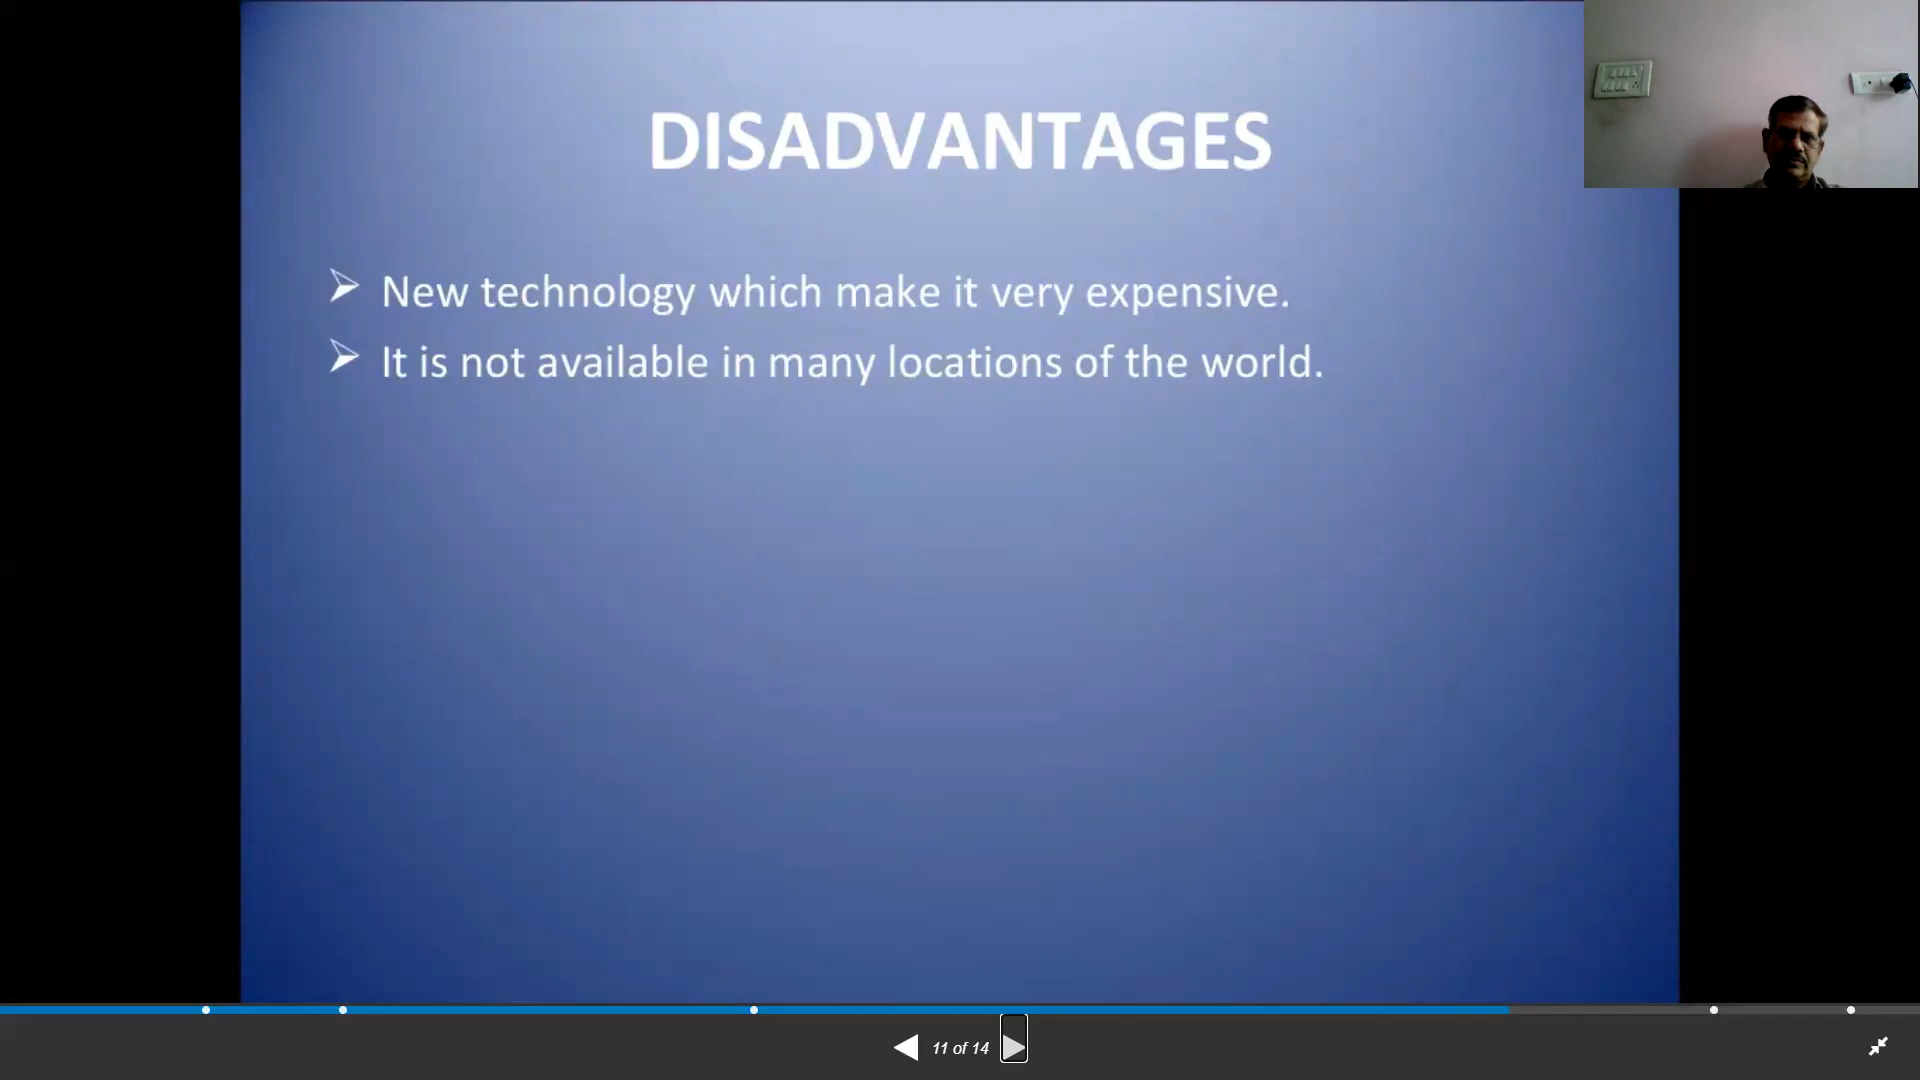 DISADVANTAGES
New technology which make it very expensive.
It is not available in many locations of the world.
11 of 14